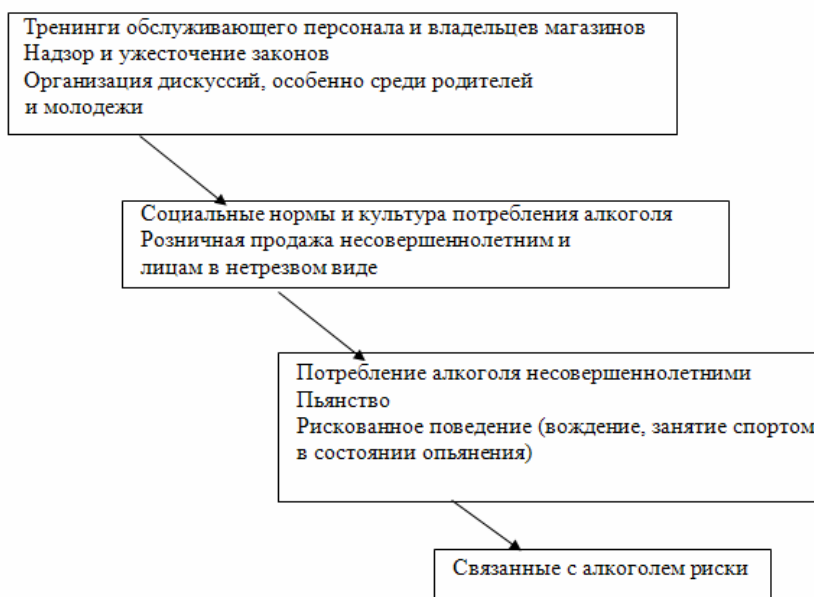 Тренинги обслуживающего персонала и владельцев магазинов
Надзор и ужесточение законов
Организация дискуссий, особенно среди родителей
и молодежи
Социальные нормы и культура потребления алкоголя
Розничная продажа несовершеннолетним и
лицам в нетрезвом виде
Потребление алкоголя несовершеннолетними
Пьянство
Рискованное поведение (вождение, занятие спортом
в состоянии опьянения)
Связанные с алкоголем риски